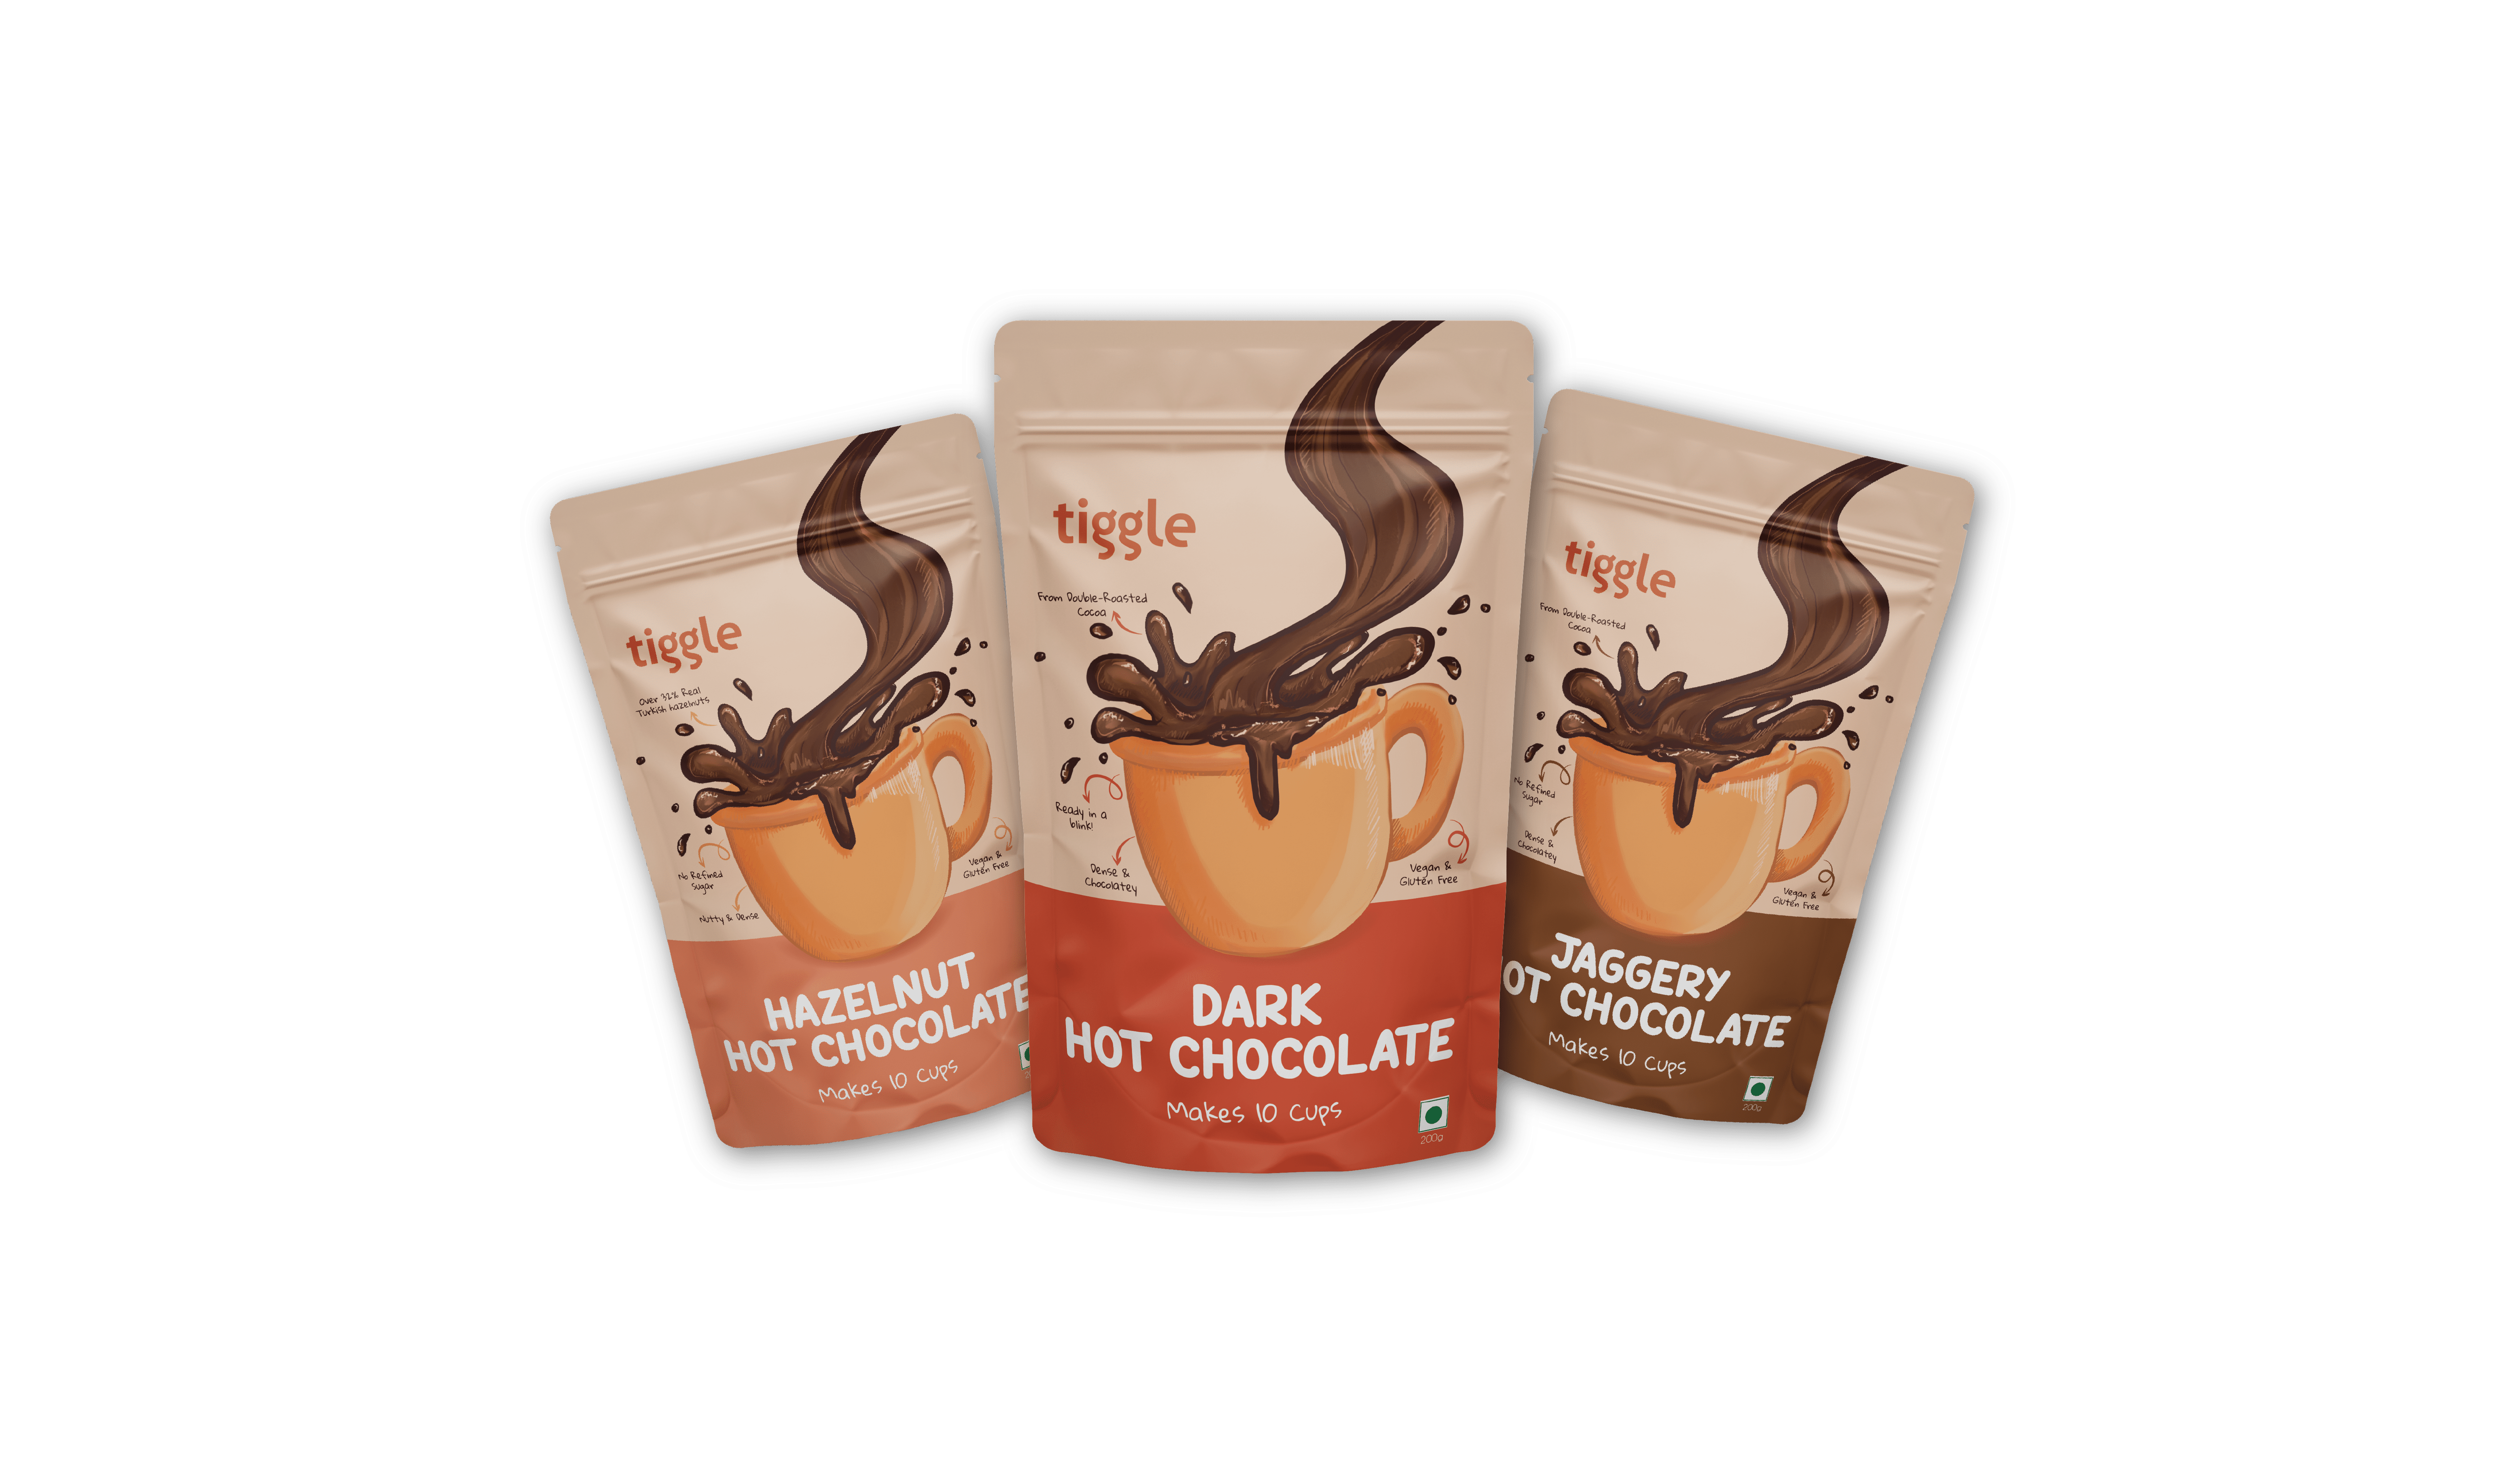 tiggle
Over 32% Real
Turkish hazelnuts
No Refined
Sugar
Nutty & Dense
Vegan &
Gluten Free
HAZELNUT
HOT CHOCOLATE
Makes 10 Cups
tiggle
From Double-Roasted
Cocoa
Ready in a
blink!
Dense &
Chocolatey
Vegan &
Gluten Free
DARK
HOT CHOCOLATE
Makes 10 Cups
200g
tiggle
From Double-Roasted
Cocoa
No Refined
Sugar
Dense &
Chocolatey
Vegan &
Gluten Free
JAGGERY
OT CHOCOLATE
Makes 10 Cups
200g